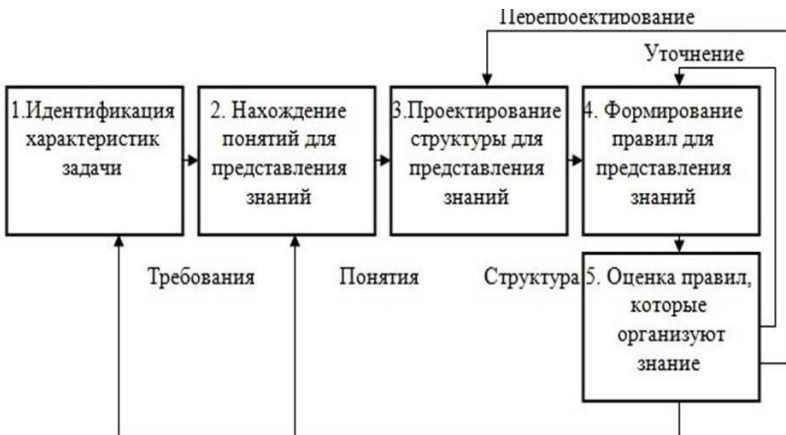 Перепроектирование
Уточнение
1.Идентификация
характеристик
задачи
2. Нахождение
понятий для
представления
знаний
3.Проектирование
структуры для
представления
знаний
4. Формирование
правил для
представления
знаний
Требования
Понятия
Структура
5. Оценка правил,
которые
организуют
знание